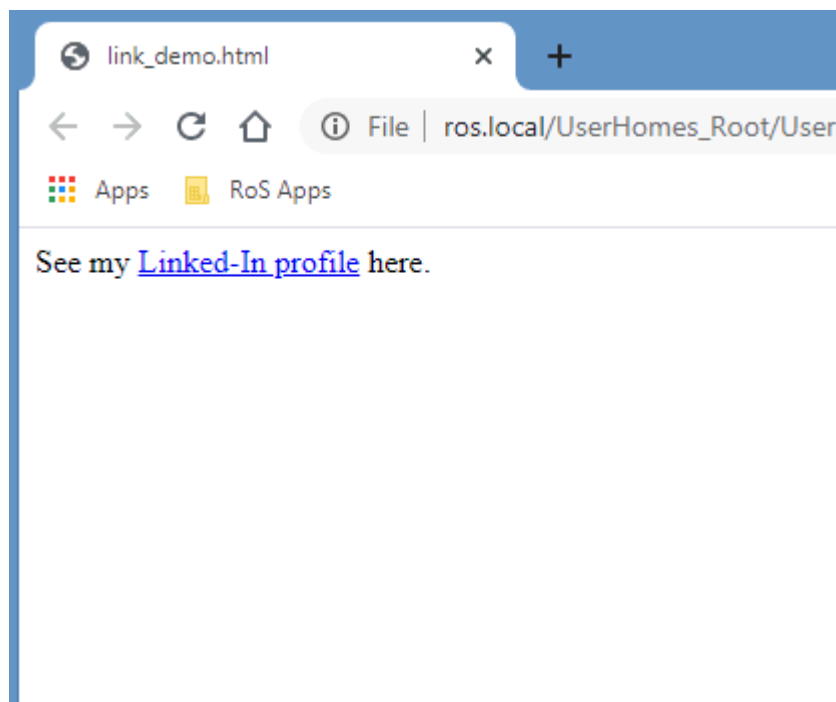 link_demo.html
File | ros.local/UserHomes_Root/User
Apps RoS Apps
See my Linked-In profile here.